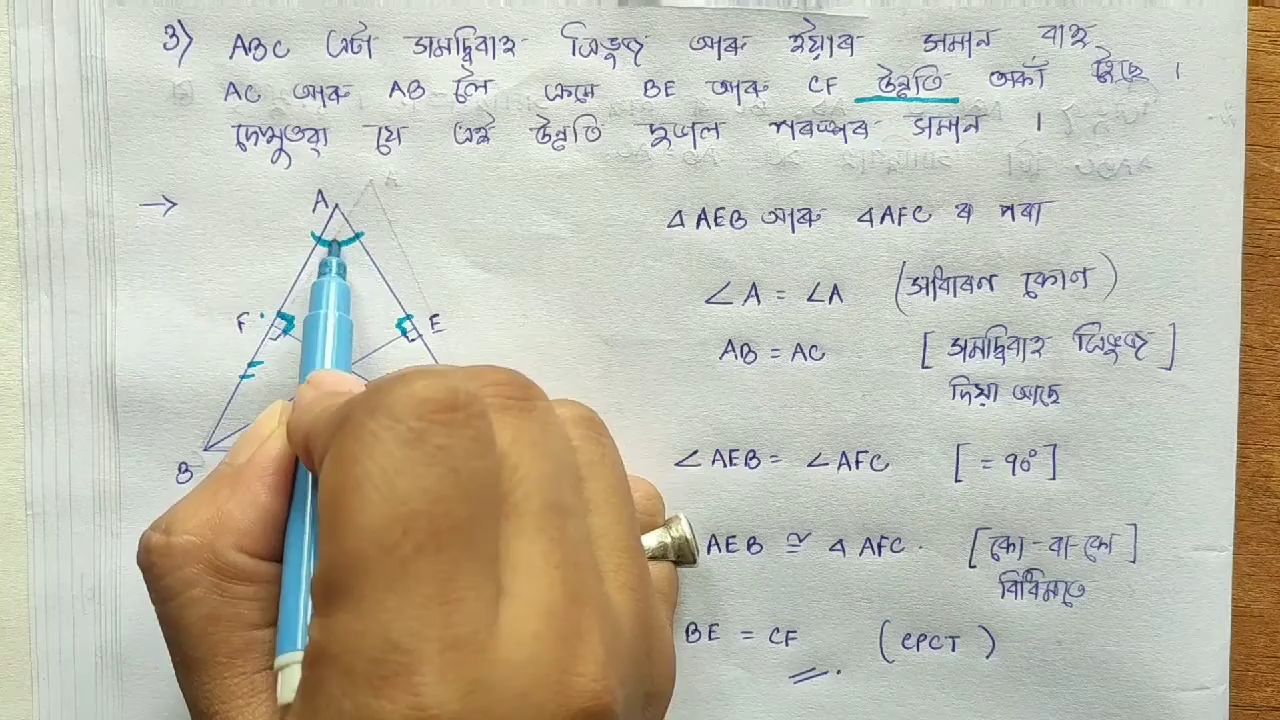 3) ABC এটা সমদ্বিবাহু ত্ৰিভুজ আৰু ইয়াৰ সমান বাহু
AC আৰু AB লৈ ক্ৰমে BE আৰু CF উন্নতি অকাঁ হৈছে ।
দেখুওৱা যে এই উন্নতি দুডাল পৰস্পৰ সমান ।
→
A
F
E
B
△AEB আৰু △AFC ৰ পৰা
∠A = ∠A (সাধাৰণ কোন)
AB = AC [সমদ্বিবাহু ত্ৰিভুজ]
দিয়া আছে
∠AEB = ∠AFC [= 90°]
AEB ≅ △AFC. [কো-বা-কো]
বিধিমতে
BE = CF (CPCT)